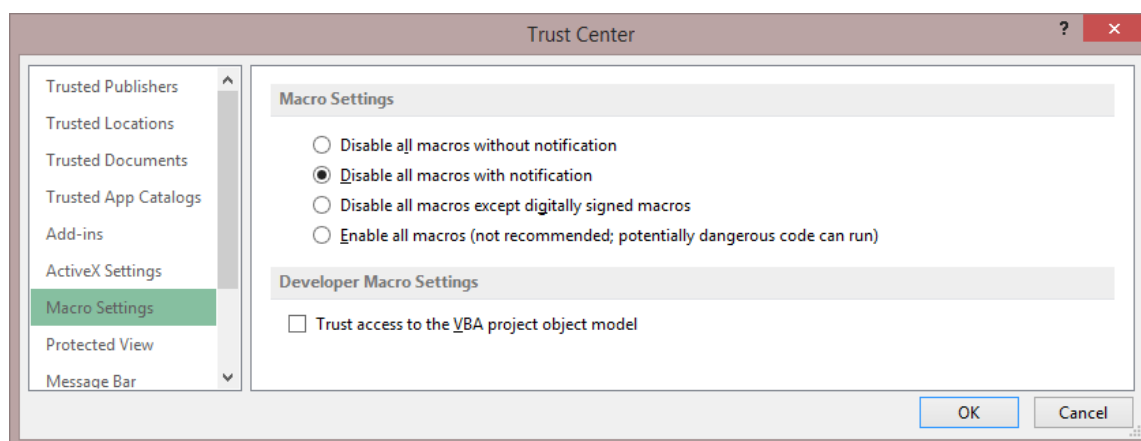 Trust Center
?
Trusted Publishers
Trusted Locations
Trusted Documents
Trusted App Catalogs
Add-ins
ActiveX Settings
Macro Settings
Protected View
Message Bar
Macro Settings
Disable all macros without notification
Disable all macros with notification
Disable all macros except digitally signed macros
Enable all macros (not recommended; potentially dangerous code can run)
Developer Macro Settings
Trust access to the VBA project object model
OK
Cancel